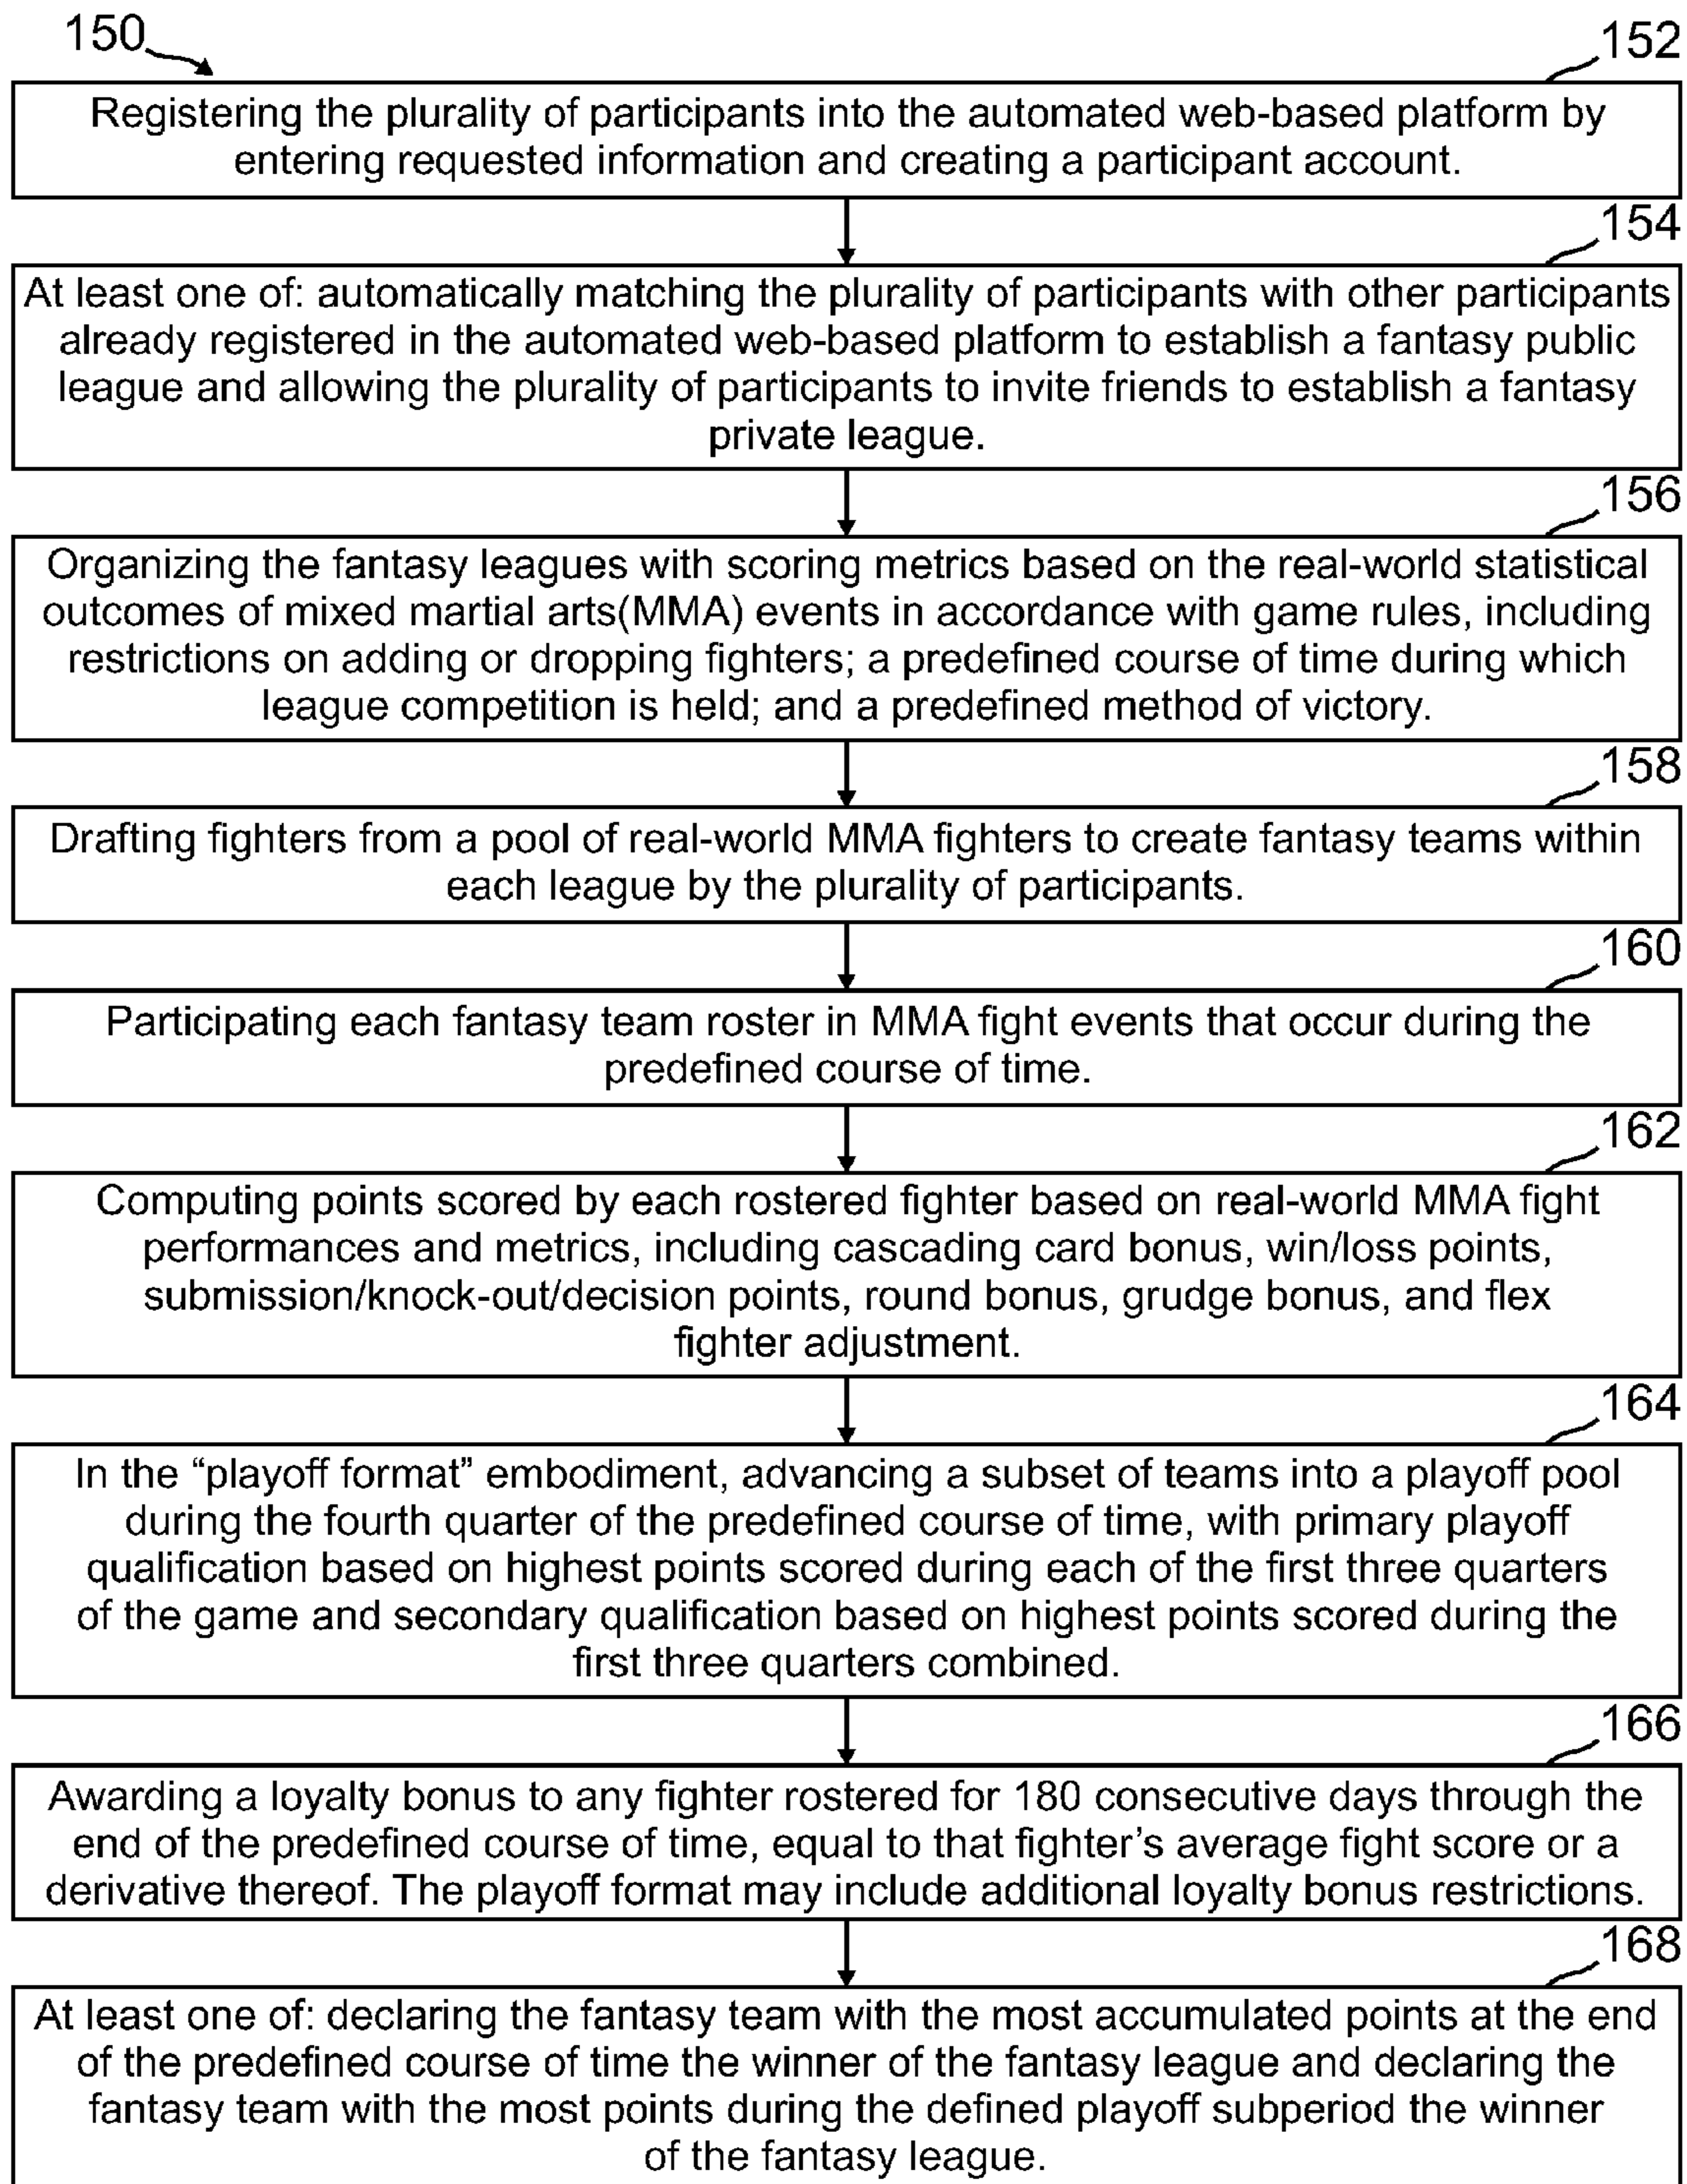 150
152
Registering the plurality of participants into the automated web-based platform by
entering requested information and creating a participant account.
154
At least one of: automatically matching the plurality of participants with other participants
already registered in the automated web-based platform to establish a fantasy public
league and allowing the plurality of participants to invite friends to establish a fantasy
private league.
156
Organizing the fantasy leagues with scoring metrics based on the real-world statistical
outcomes of mixed martial arts(MMA) events in accordance with game rules, including
restrictions on adding or dropping fighters; a predefined course of time during which
league competition is held; and a predefined method of victory.
158
Drafting fighters from a pool of real-world MMA fighters to create fantasy teams within
each league by the plurality of participants.
160
Participating each fantasy team roster in MMA fight events that occur during the
predefined course of time.
162
Computing points scored by each rostered fighter based on real-world MMA fight
performances and metrics, including cascading card bonus, win/loss points,
submission/knock-out/decision points, round bonus, grudge bonus, and flex
fighter adjustment.
164
In the “playoff format” embodiment, advancing a subset of teams into a playoff pool
during the fourth quarter of the predefined course of time, with primary playoff
qualification based on highest points scored during each of the first three quarters
of the game and secondary qualification based on highest points scored during the
first three quarters combined.
166
Awarding a loyalty bonus to any fighter rostered for 180 consecutive days through the
end of the predefined course of time, equal to that fighter’s average fight score or a
derivative thereof. The playoff format may include additional loyalty bonus restrictions.
168
At least one of: declaring the fantasy team with the most accumulated points at the end
of the predefined course of time the winner of the fantasy league and declaring the
fantasy team with the most points during the defined playoff subperiod the winner
of the fantasy league.